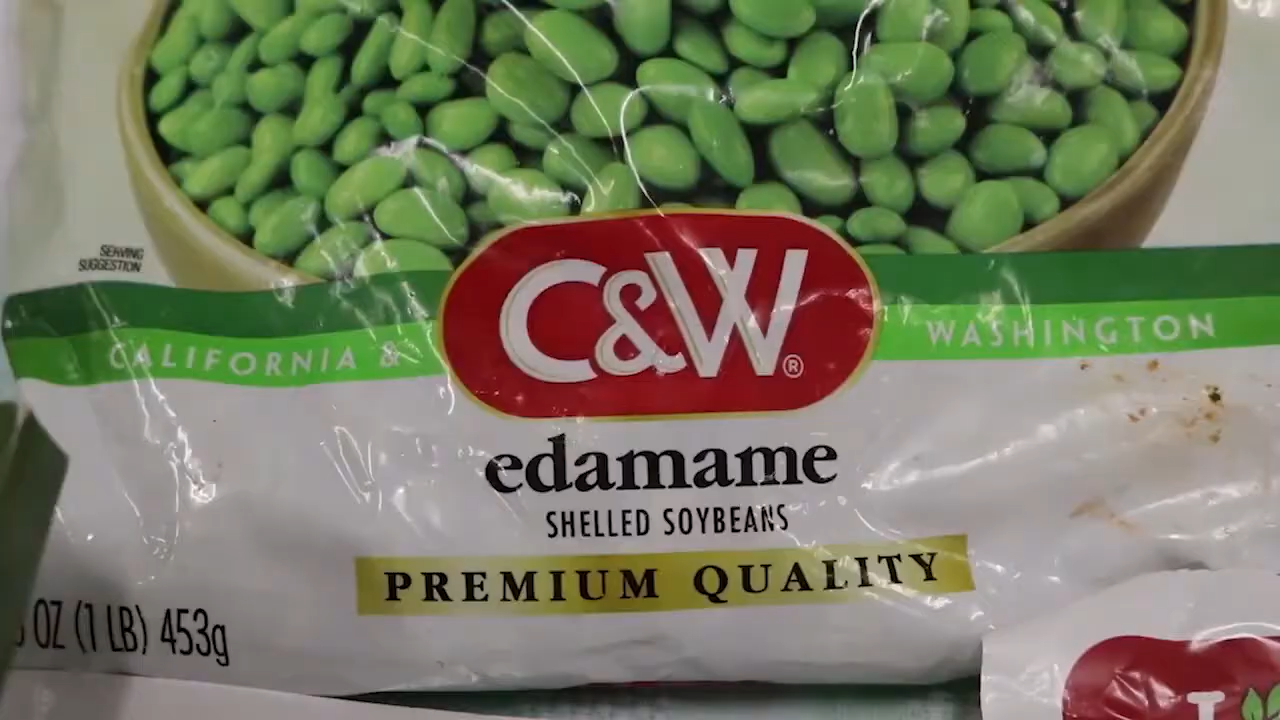 SERVING
SUGGESTION
C&W®
CALIFORNIA &
WASHINGTON
edamame
SHELLED SOYBEANS
PREMIUM QUALITY
OZ (1 LB) 453g